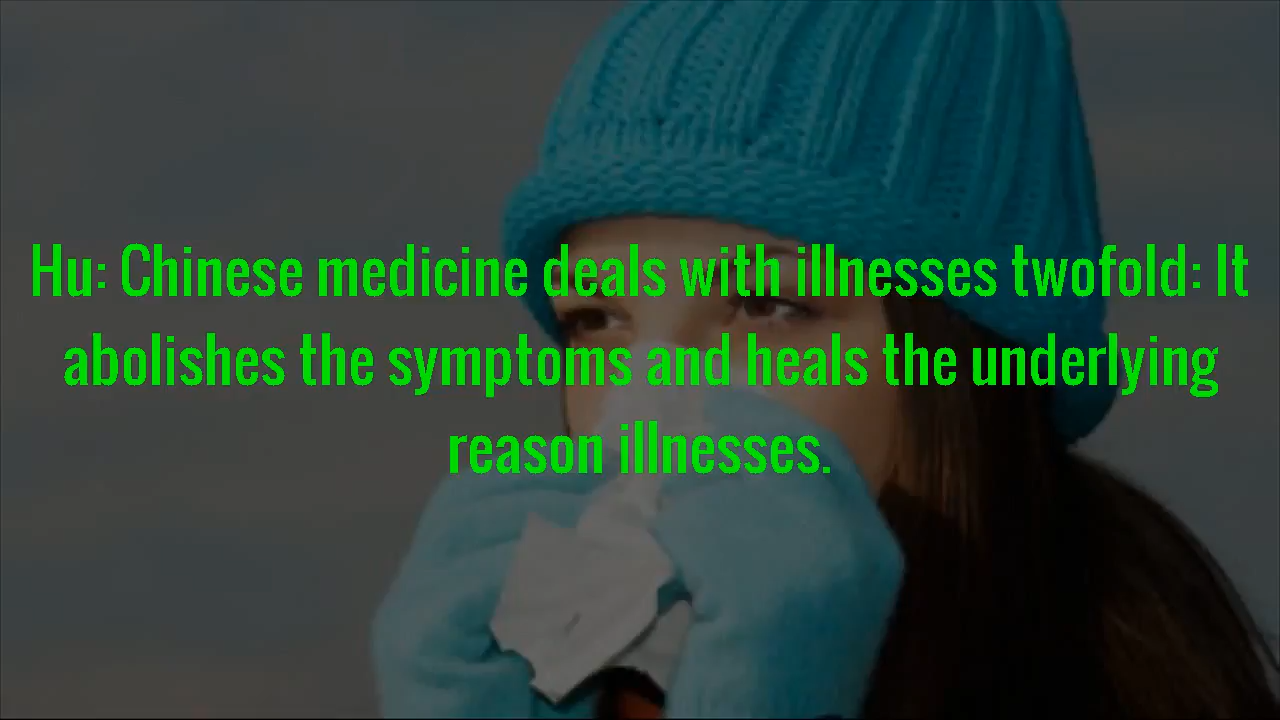 Hu: Chinese medicine deals with illnesses twofold: It
abolishes the symptoms and heals the underlying
reason illnesses.